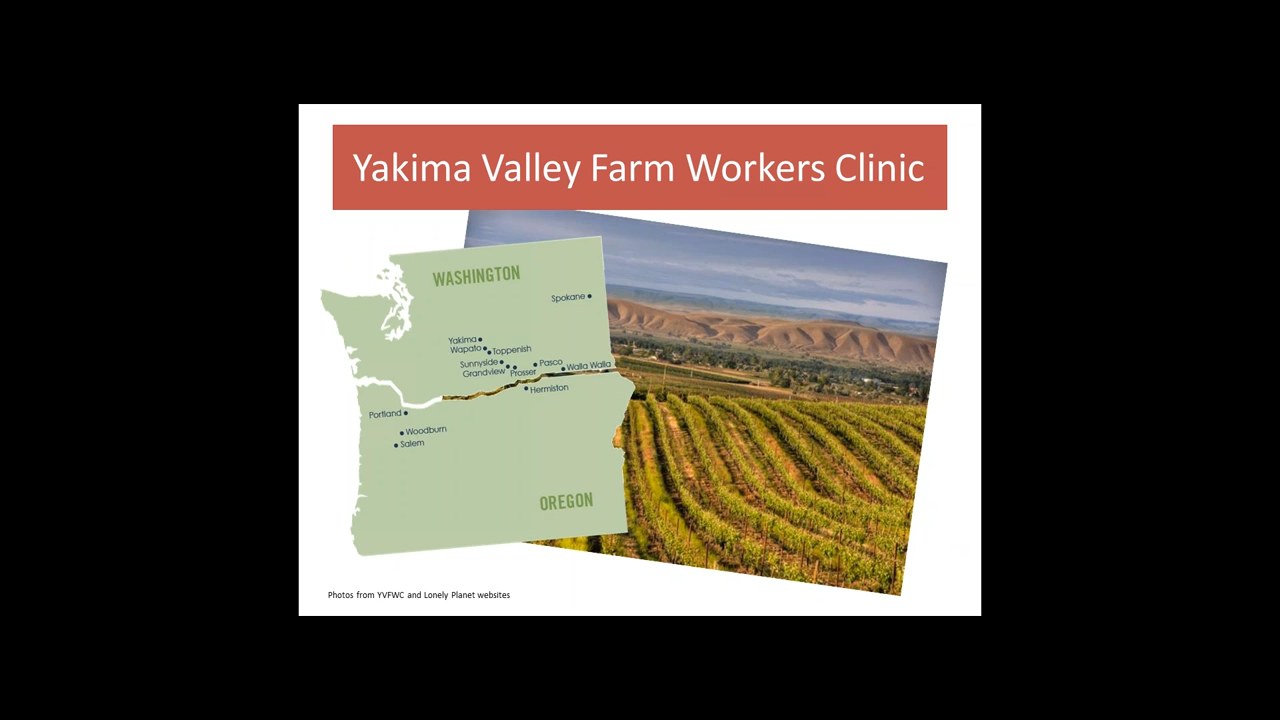 Yakima Valley Farm Workers Clinic
WASHINGTON
Spokane
Yakima
Wapato
Toppenish
Sunnyside
Pasco
Grandview
Prosser
Walla Walla
Hermiston
Portland
Woodburn
Salem
OREGON
Photos from YVFWC and Lonely Planet websites